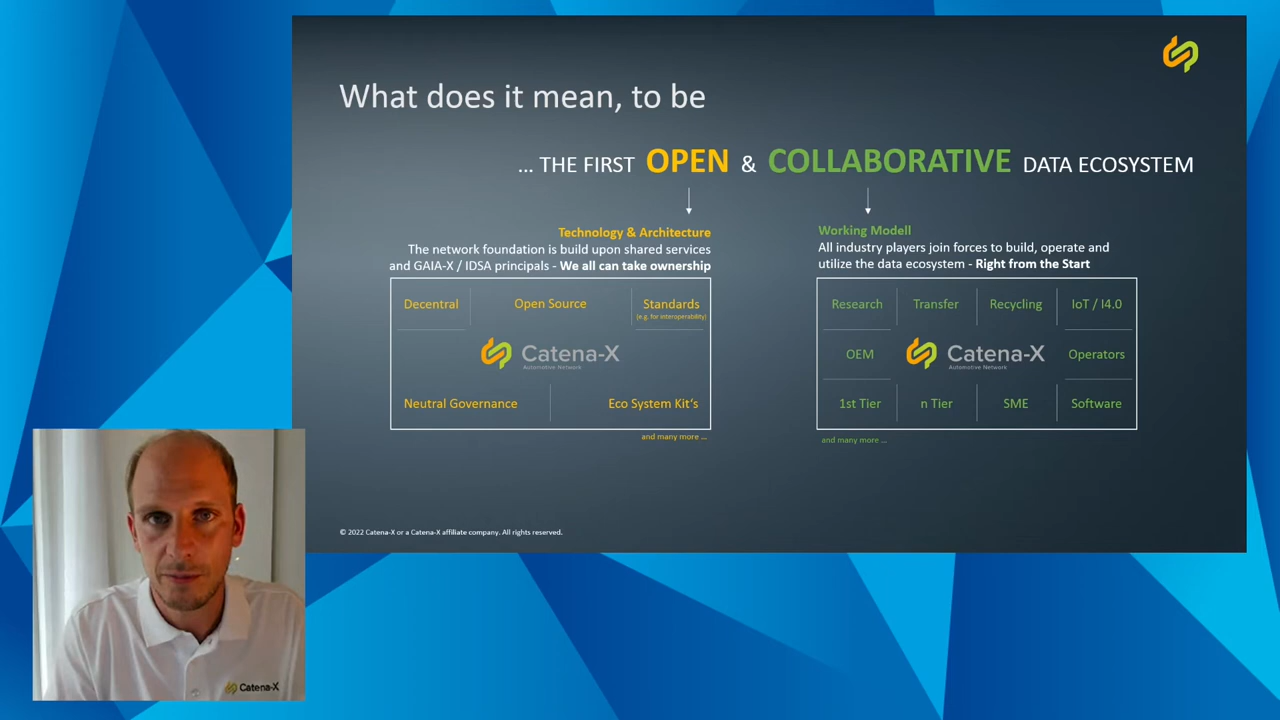 What does it mean, to be
... THE FIRST OPEN & COLLABORATIVE DATA ECOSYSTEM
Technology & Architecture
The network foundation is build upon shared services
and GAIA-X / IDSA principals - We all can take ownership
Decentral
Open Source
Standards
(e.g. for interoperability)
Catena-X
Automotive Network
Neutral Governance
Eco System Kit's
and many more ...
Working Modell
All industry players join forces to build, operate and
utilize the data ecosystem - Right from the Start
Research
Transfer
Recycling
IoT / I4.0
OEM
Catena-X
Automotive Network
Operators
1st Tier
n Tier
SME
Software
and many more ...
© 2022 Catena-X or a Catena-X affiliate company. All rights reserved.
Catena-X